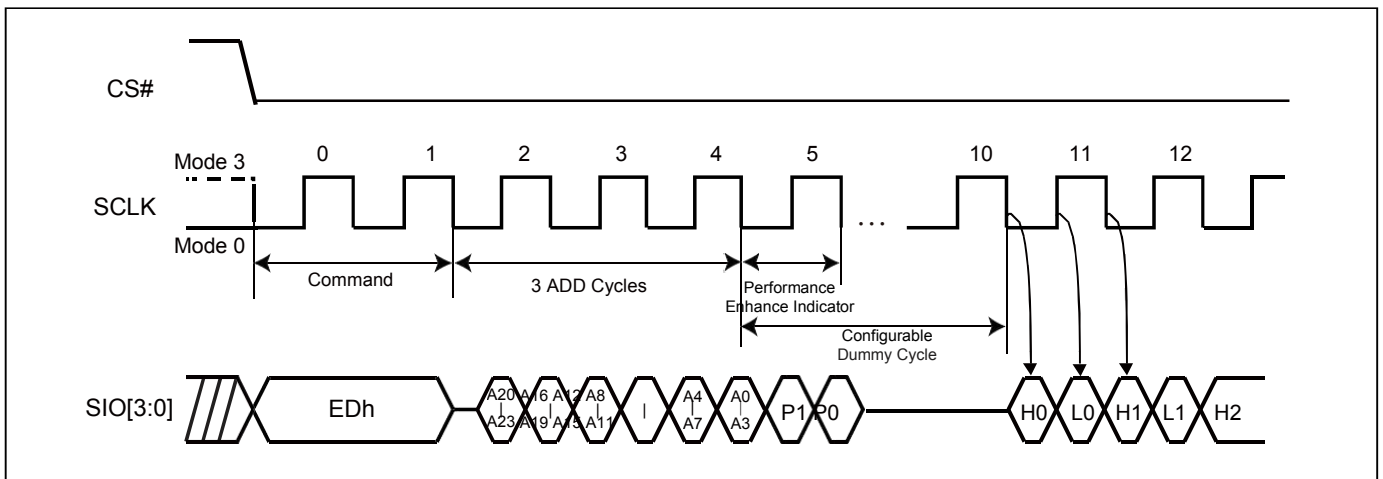 CS#
Mode 3
0 1 2 3 4 5 10 11 12
SCLK
...
Mode 0
Command
3 ADD Cycles
Performance
Enhance Indicator
Configurable
Dummy Cycle
SIO[3:0]
EDh
A20 | A23
A16 | A19
A12 | A15
A8 | A11
|
A4 | A7
A0 | A3
P1 P0
H0 L0 H1 L1 H2